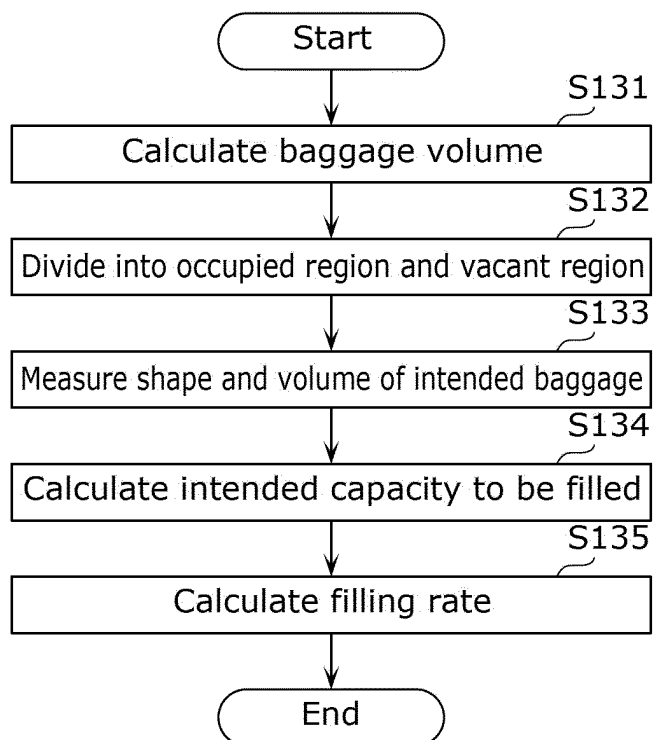 Start
S131
Calculate baggage volume
S132
Divide into occupied region and vacant region
S133
Measure shape and volume of intended baggage
S134
Calculate intended capacity to be filled
S135
Calculate filling rate
End